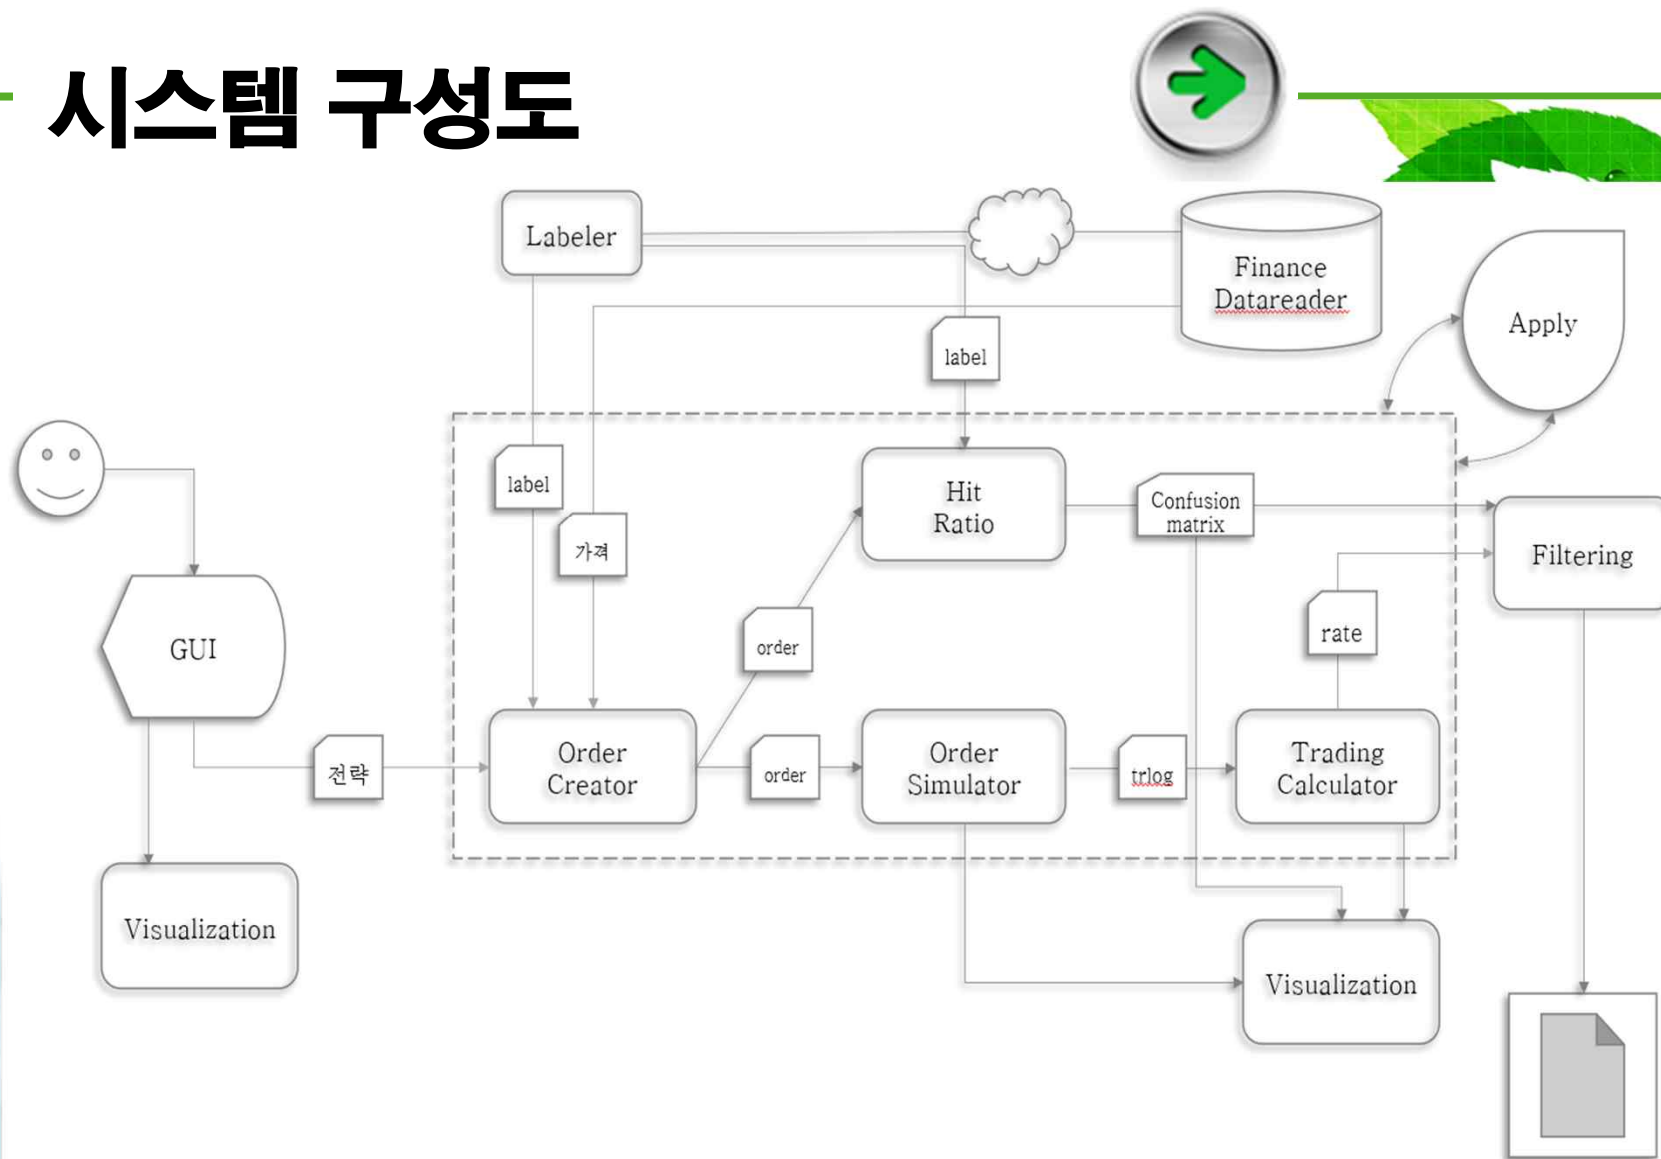 시스템 구성도
Labeler
Finance
Datareader
Apply
label
label
Hit
Ratio
Confusion
matrix
가격
Filtering
order
rate
GUI
전략
Order
Creator
order
Order
Simulator
trlog
Trading
Calculator
Visualization
Visualization